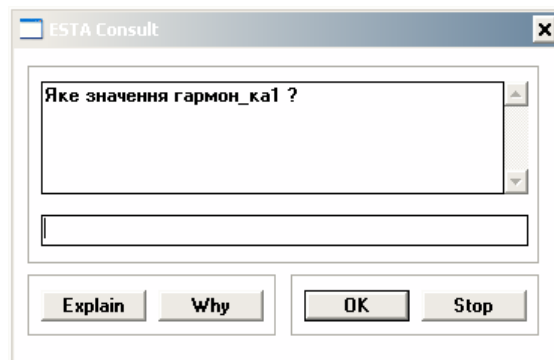 ESTA Consult
Яке значення гармон_ка1 ?
Explain
Why
OK
Stop